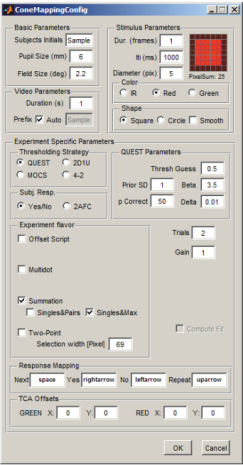 ConeMappingConfig
Basic Parameters
Subjects Initials Sample
Pupil Size (mm) 6
Field Size (deg) 2.2
Stimulus Parameters
Dur. (frames) 1
Iti (ms) 1000
Diameter (pix) 5
PixelSum: 25
Color
IR Red Green
Video Parameters
Duration (s) 1
Prefix Auto Sample
Shape
Square Circle Smooth
Experiment Specific Parameters
Thresholding Strategy
QUEST 2D1U
MOCS 4-2
QUEST Parameters
Thresh Guess 0.5
Prior SD 1 Beta 3.5
p Correct 50 Delta 0.01
Subj. Resp.
Yes/No 2AFC
Experiment flavor
Offset Script
Multidot
Summation
Singles&Pairs Singles&Max
Two-Point
Selection width [Pixel] 69
Trials 2
Gain 1
Compute Fit
Response Mapping
Next space Yes rightarrow No leftarrow Repeat uparrow
TCA Offsets
GREEN X: 0 Y: 0 RED X: 0 Y: 0
OK Cancel